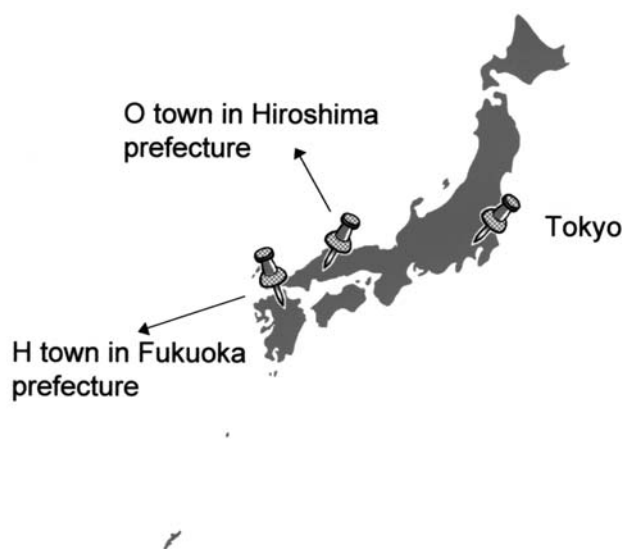 O town in Hiroshima
prefecture
Tokyo
H town in Fukuoka
prefecture